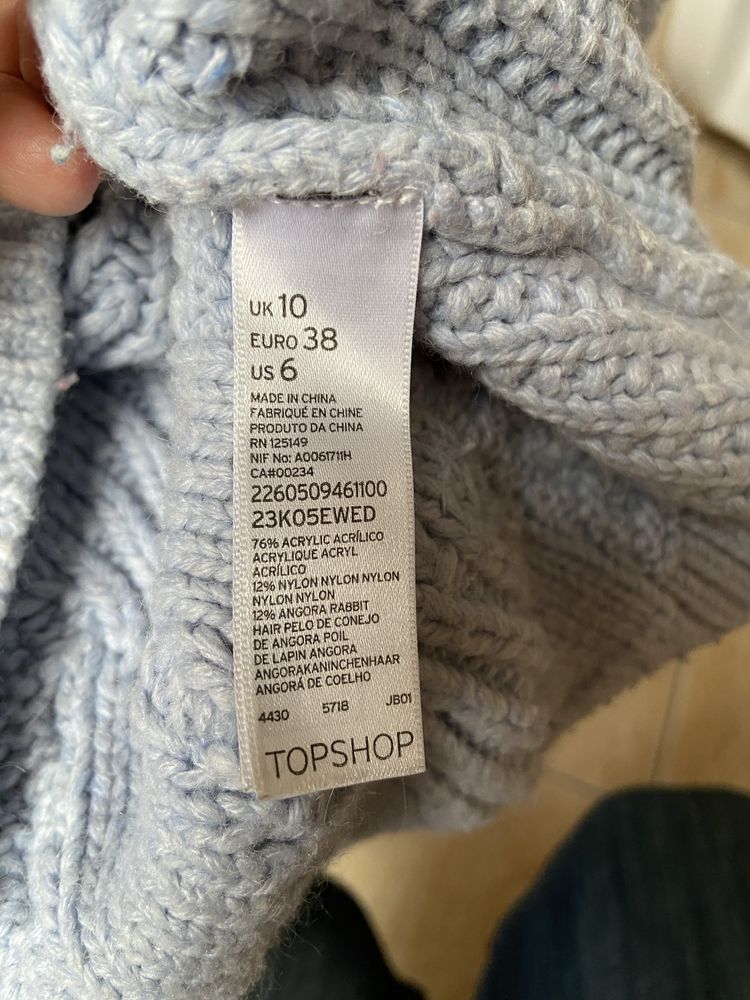 UK 10
EURO 38
US 6
MADE IN CHINA
FABRIQUÉ EN CHINE
PRODUTO DA CHINA
RN 125149
NIF No: A0061711H
CA#00234
2260509461100
23K05EWED
76% ACRYLIC ACRÍLICO
ACRYLIQUE ACRYL
ACRÍLICO
12% NYLON NYLON NYLON
NYLON NYLON
12% ANGORA RABBIT
HAIR PELO DE CONEJO
DE ANGORA POIL
DE LAPIN ANGORA
ANGORAKANINCHENHAAR
ANGORÁ DE COELHO
4430 5718 JB01
TOPSHOP